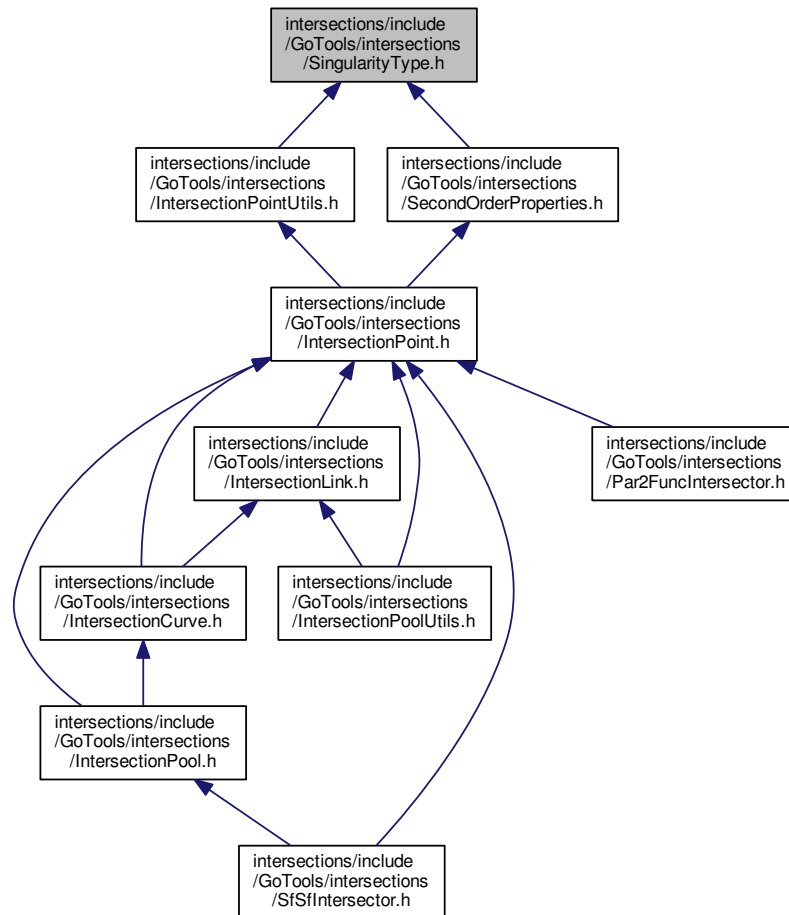 intersections/include
/GoTools/intersections
/SingularityType.h
intersections/include
/GoTools/intersections
/IntersectionPointUtils.h
intersections/include
/GoTools/intersections
/SecondOrderProperties.h
intersections/include
/GoTools/intersections
/IntersectionPoint.h
intersections/include
/GoTools/intersections
/IntersectionLink.h
intersections/include
/GoTools/intersections
/Par2FuncIntersector.h
intersections/include
/GoTools/intersections
/IntersectionCurve.h
intersections/include
/GoTools/intersections
/IntersectionPoolUtils.h
intersections/include
/GoTools/intersections
/IntersectionPool.h
intersections/include
/GoTools/intersections
/SfSfIntersector.h